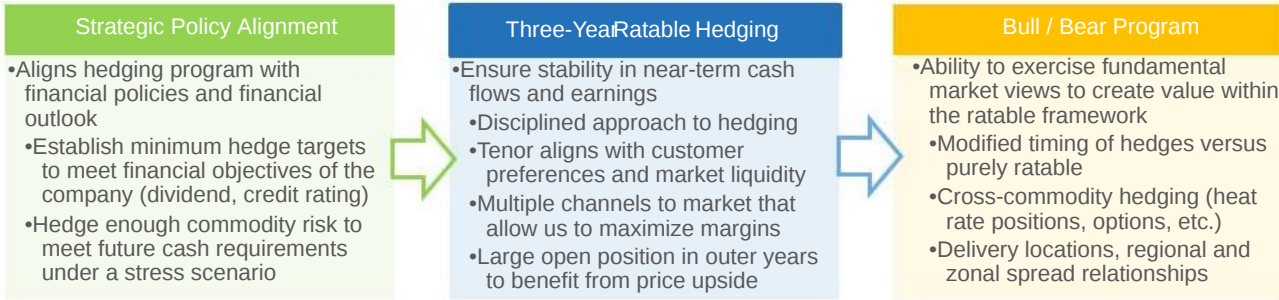 Strategic Policy Alignment
•Aligns hedging program with
financial policies and financial
outlook
•Establish minimum hedge targets
to meet financial objectives of the
company (dividend, credit rating)
•Hedge enough commodity risk to
meet future cash requirements
under a stress scenario
Three-YearRatable Hedging
•Ensure stability in near-term cash
flows and earnings
•Disciplined approach to hedging
•Tenor aligns with customer
preferences and market liquidity
•Multiple channels to market that
allow us to maximize margins
•Large open position in outer years
to benefit from price upside
Bull / Bear Program
•Ability to exercise fundamental
market views to create value within
the ratable framework
•Modified timing of hedges versus
purely ratable
•Cross-commodity hedging (heat
rate positions, options, etc.)
•Delivery locations, regional and
zonal spread relationships